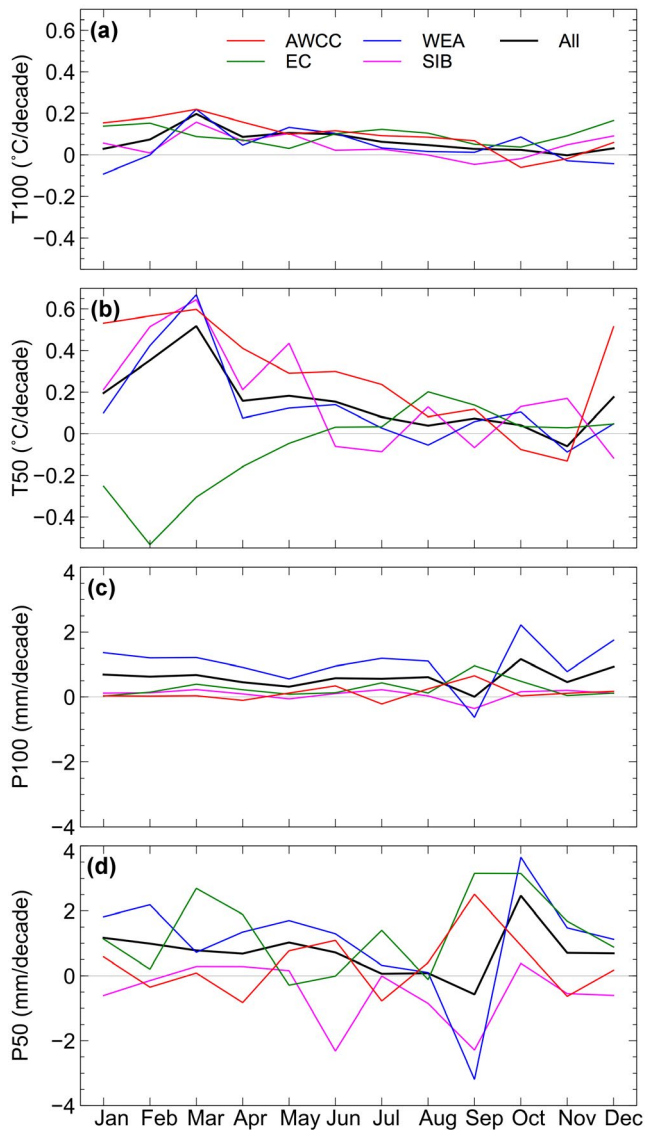 (a)
AWCC WEA All
EC SIB
0.6
0.4
0.2
0
−0.2
−0.4
T100 (˚C/decade)
(b)
0.6
0.4
0.2
0
−0.2
−0.4
T50 (˚C/decade)
(c)
4
2
0
−2
−4
P100 (mm/decade)
(d)
4
2
0
−2
−4
P50 (mm/decade)
Jan Feb Mar Apr May Jun Jul Aug Sep Oct Nov Dec